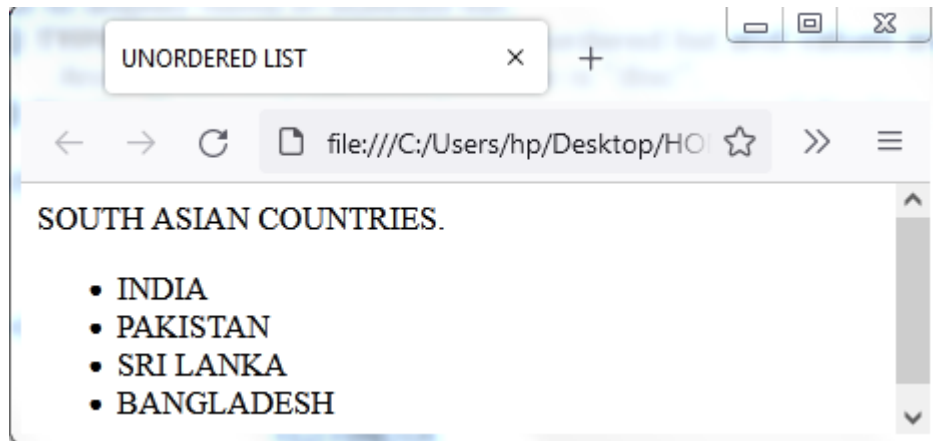 UNORDERED LIST
file:///C:/Users/hp/Desktop/HO
SOUTH ASIAN COUNTRIES.
• INDIA
• PAKISTAN
• SRI LANKA
• BANGLADESH